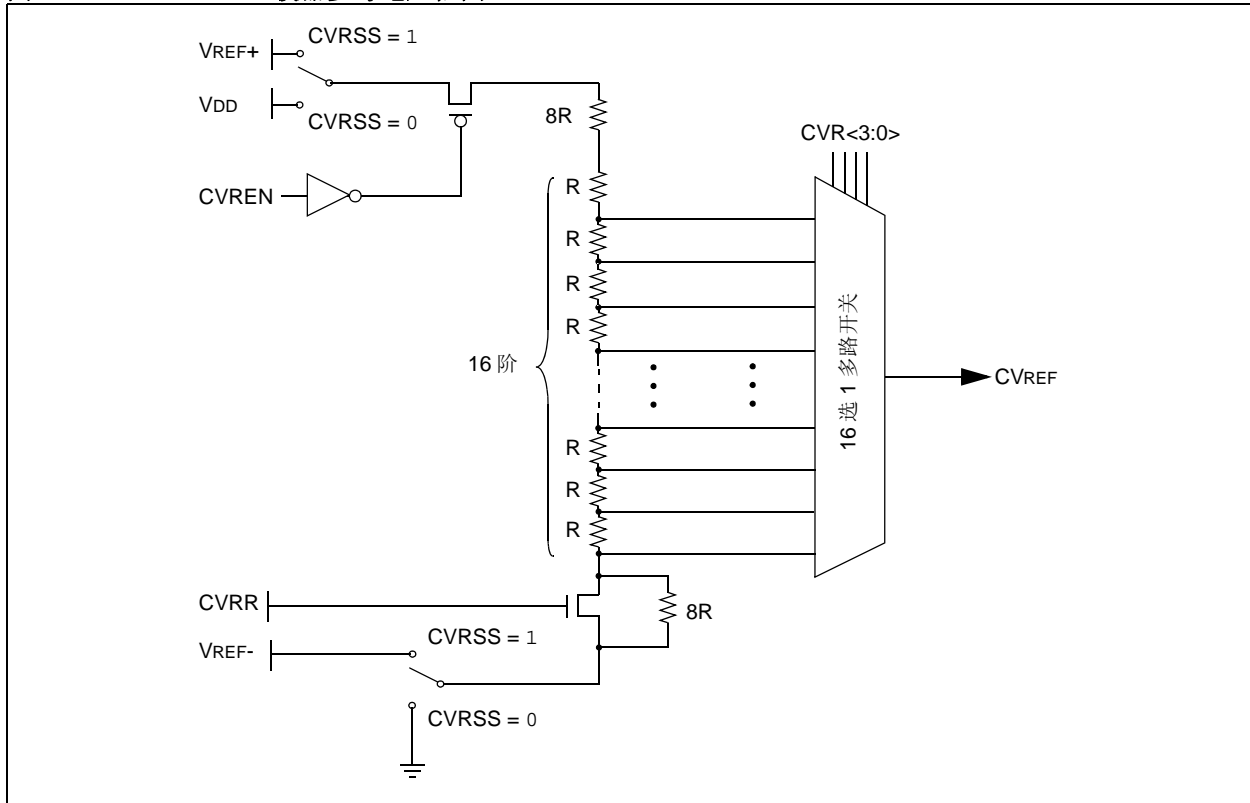 CVRSS = 1
VREF+
VDD
CVRSS = 0
8R
CVR<3:0>
CVREN
R
R
R
R
16 阶
16 选 1 多路开关
CVREF
R
R
R
CVRR
8R
CVRSS = 1
VREF-
CVRSS = 0